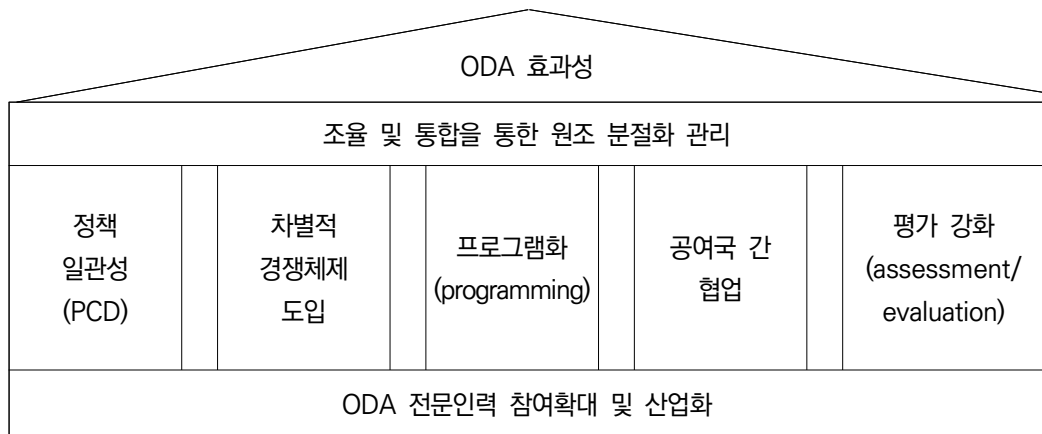 ODA 효과성
조율 및 통합을 통한 원조 분절화 관리
정책
일관성
(PCD)
차별적
경쟁체제
도입
프로그램화
(programming)
공여국 간
협업
평가 강화
(assessment/
evaluation)
ODA 전문인력 참여확대 및 산업화